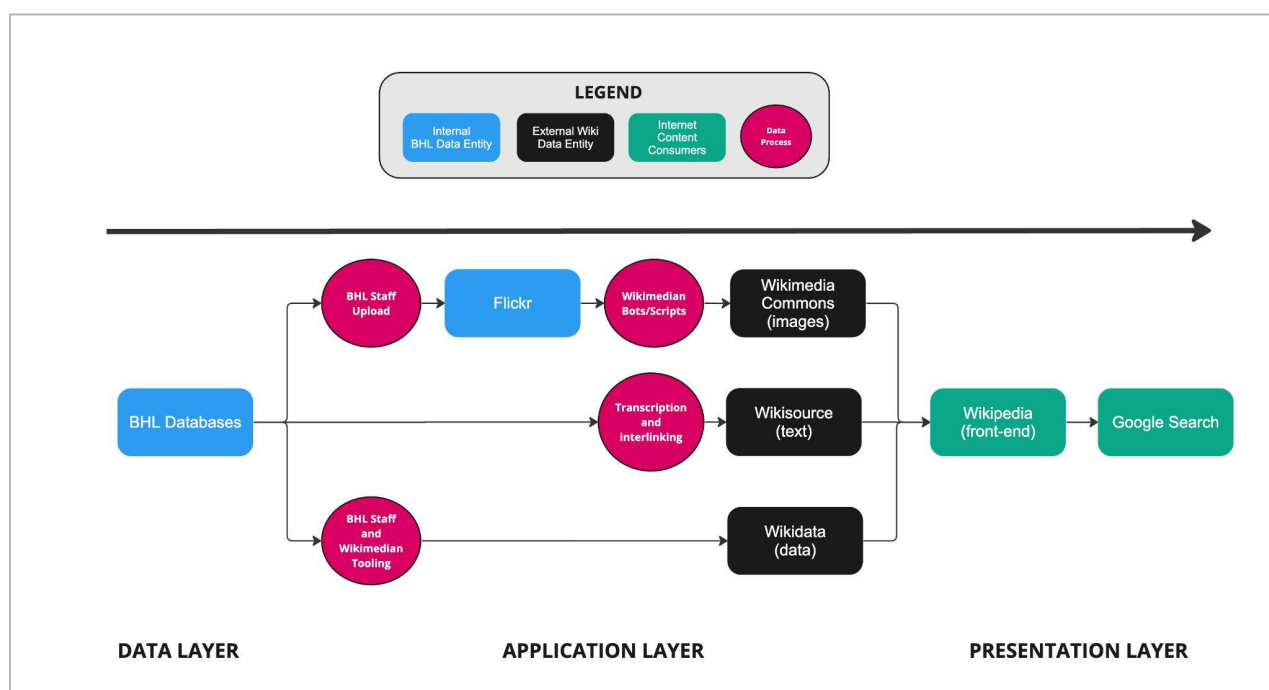 LEGEND
Internal
BHL Data Entity
External Wiki
Data Entity
Internet
Content
Consumers
Data
Process
BHL Staff
Upload
Flickr
Wikimedian
Bots/Scripts
Wikimedia
Commons
(images)
BHL Databases
Transcription
and
interlinking
Wikisource
(text)
Wikipedia
(front-end)
Google Search
BHL Staff
and
Wikimedian
Tooling
Wikidata
(data)
DATA LAYER
APPLICATION LAYER
PRESENTATION LAYER